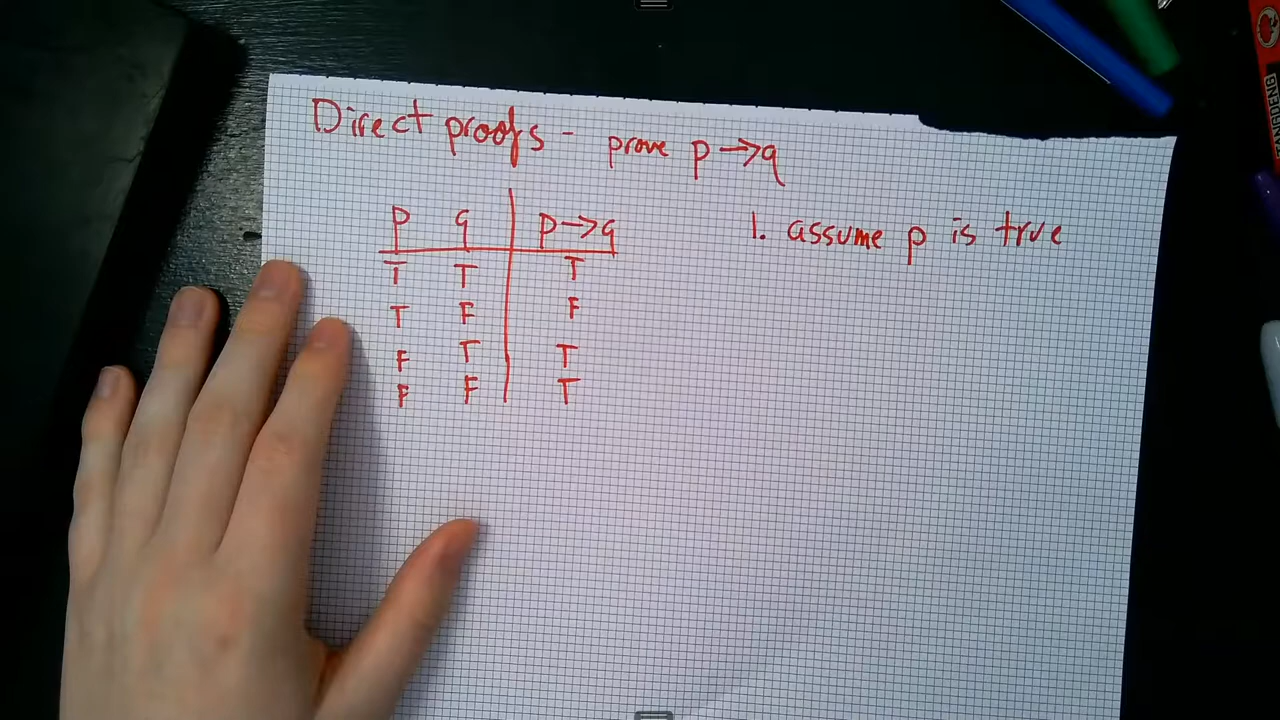 Direct proofs - prove p→q
p q p→q
1. assume p is true
T T T
T F F
F T T
F F T